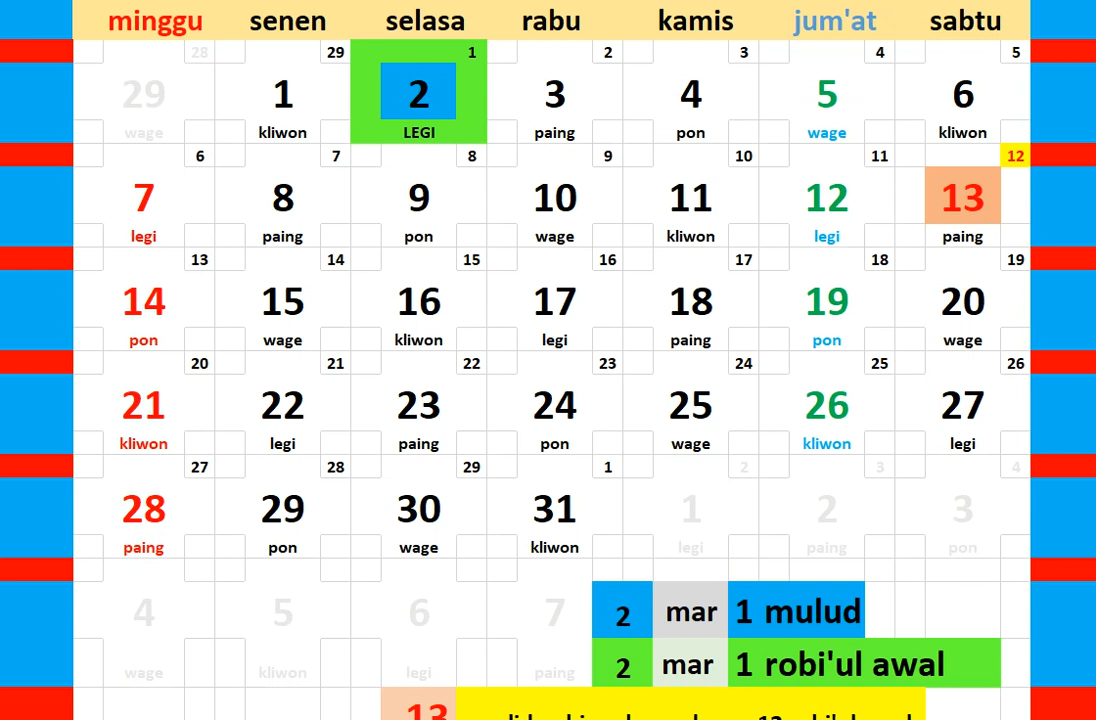 minggu senen selasa rabu kamis jum'at sabtu
28 29 1 2 3 4 5
29 1 2 3 4 5 6
wage kliwon LEGI paing pon wage kliwon
6 7 8 9 10 11 12
7 8 9 10 11 12 13
legi paing pon wage kliwon legi paing
13 14 15 16 17 18 19
14 15 16 17 18 19 20
pon wage kliwon legi paing pon wage
20 21 22 23 24 25 26
21 22 23 24 25 26 27
kliwon legi paing pon wage kliwon legi
27 28 29 1 2 3 4
28 29 30 31 1 2 3
paing pon wage kliwon legi paing pon
4 5 6 7 2 mar 1 mulud
wage kliwon legi paing 2 mar 1 robi'ul awal
13